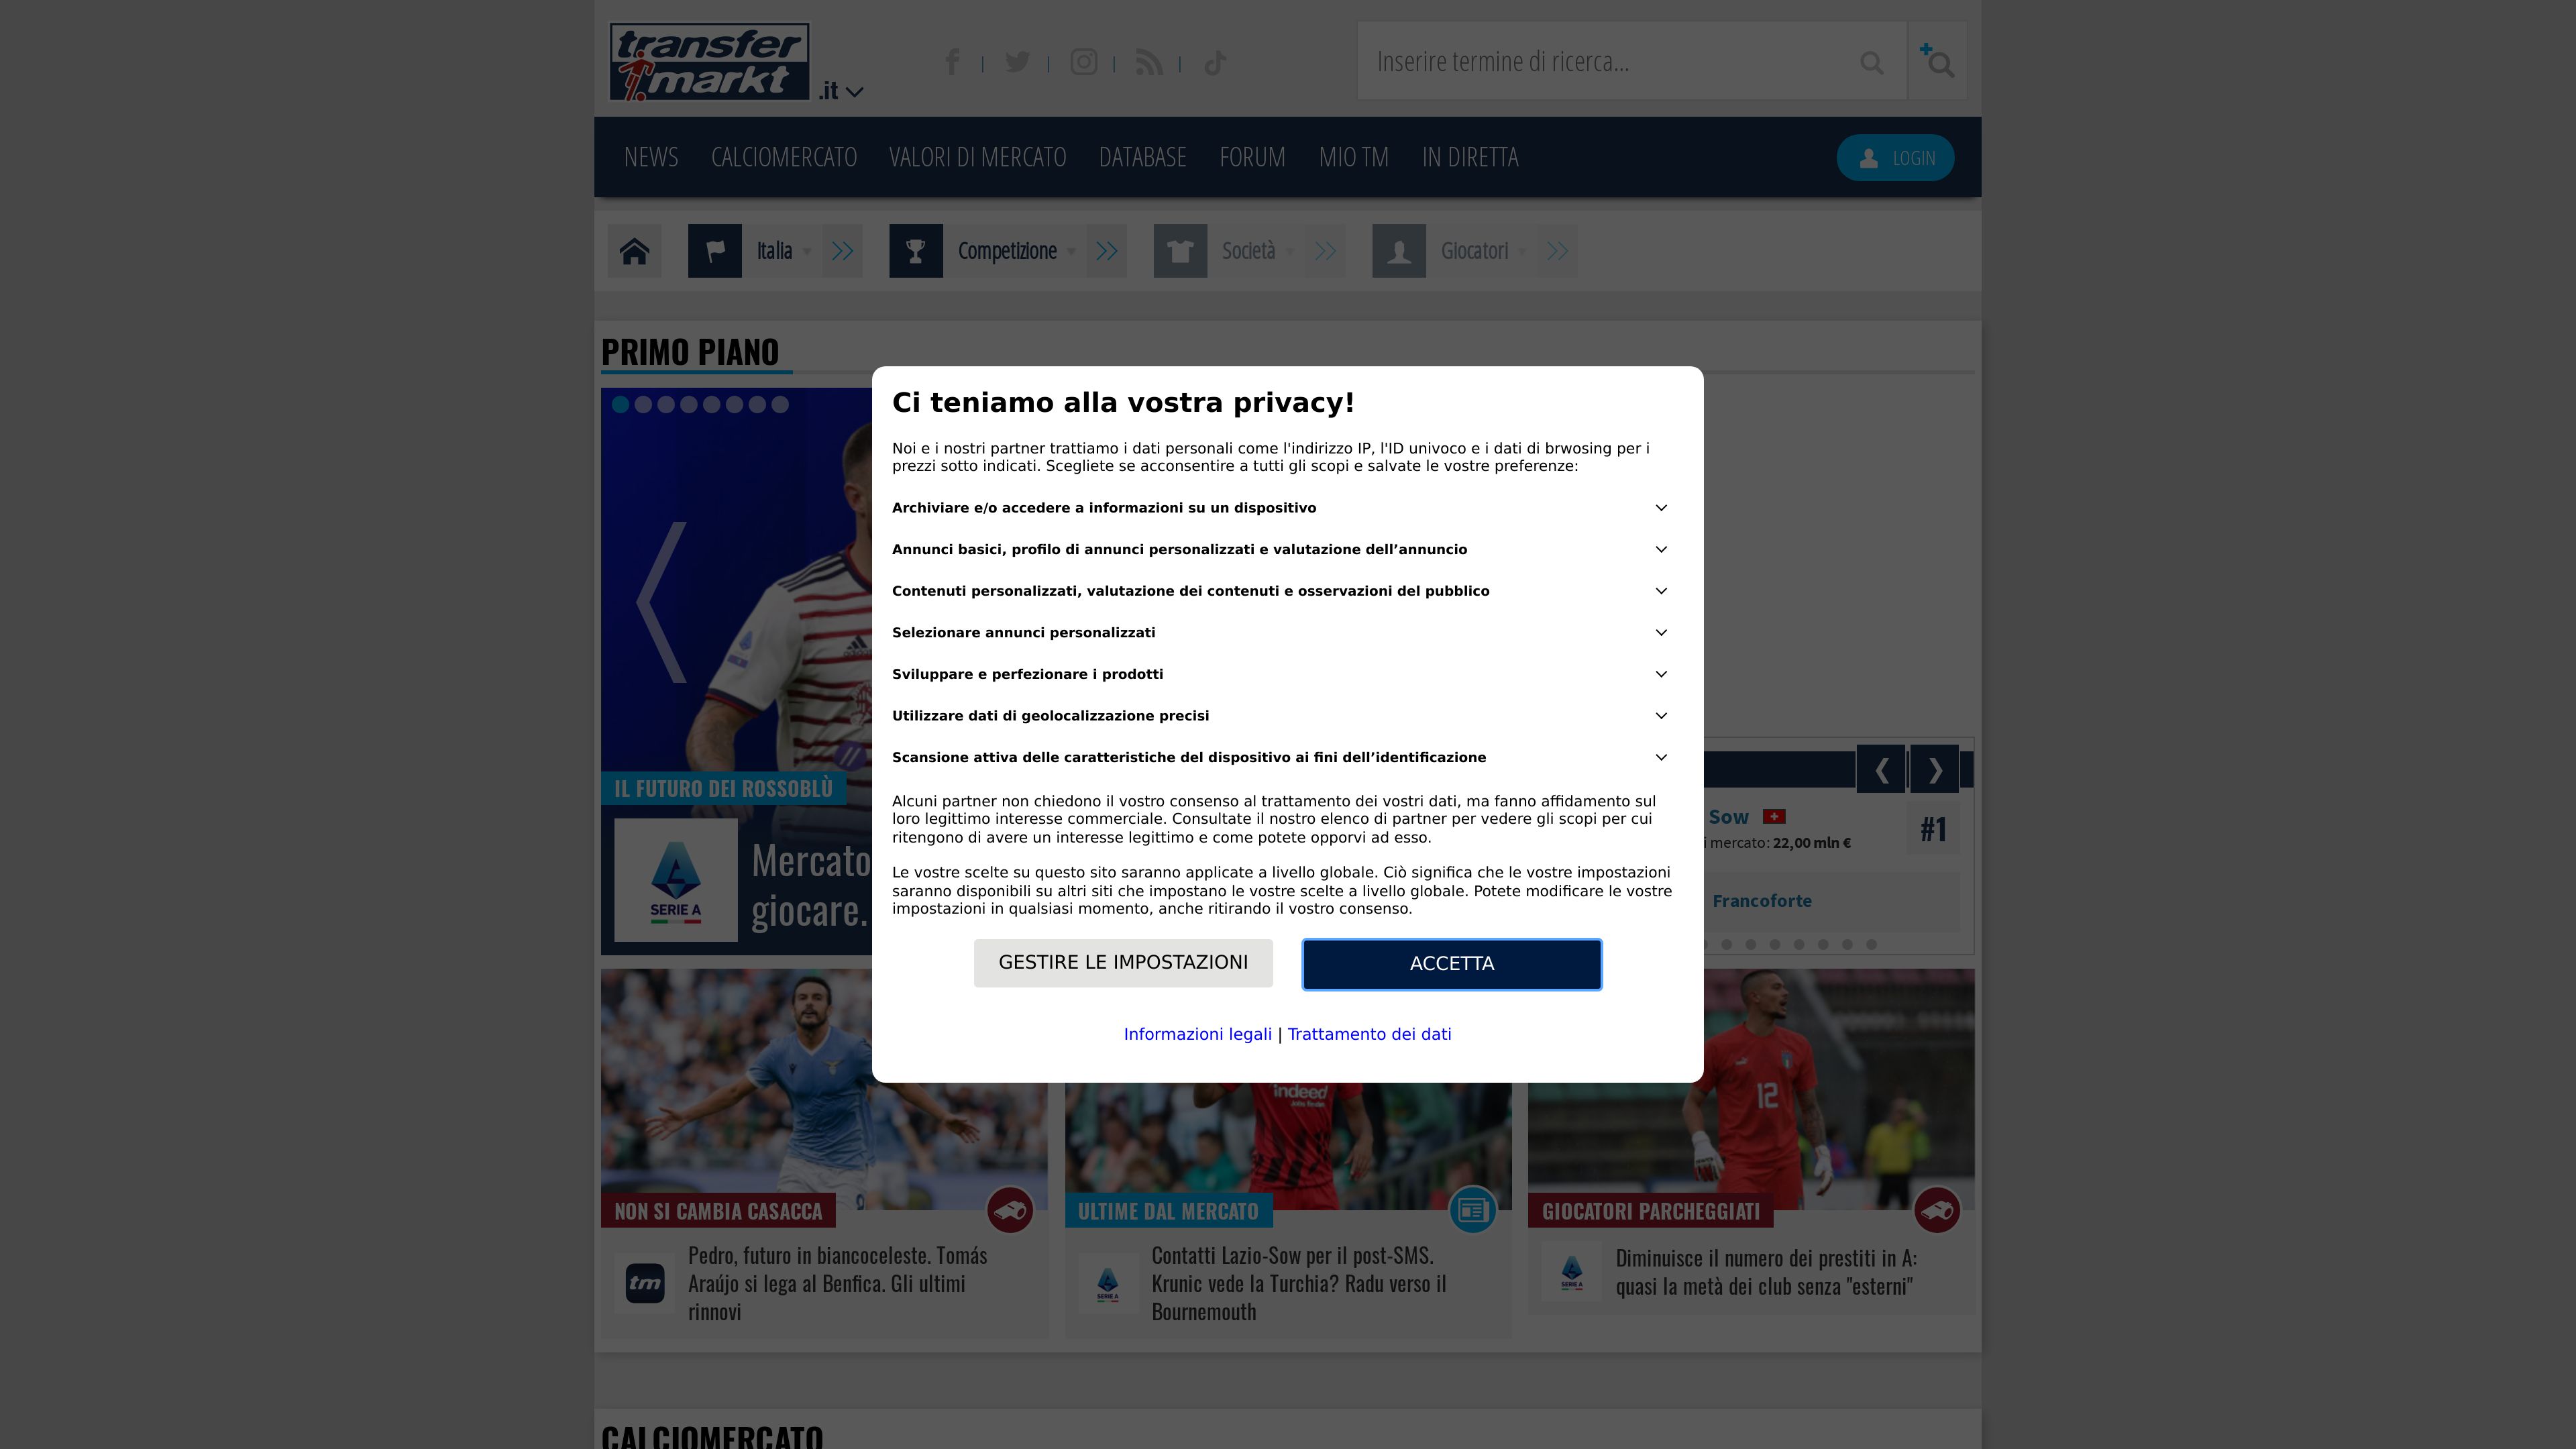 transfer
markt
.it
Inserire termine di ricerca...
NEWS CALCIOMERCATO VALORI DI MERCATO DATABASE FORUM MIO TM IN DIRETTA LOGIN
Italia Competizione Società Giocatori
PRIMO PIANO
Ci teniamo alla vostra privacy!
Noi e i nostri partner trattiamo i dati personali come l'indirizzo IP, l'ID univoco e i dati di brwosing per i
prezzi sotto indicati. Scegliete se acconsentire a tutti gli scopi e salvate le vostre preferenze:
Archiviare e/o accedere a informazioni su un dispositivo
Annunci basici, profilo di annunci personalizzati e valutazione dell’annuncio
Contenuti personalizzati, valutazione dei contenuti e osservazioni del pubblico
Selezionare annunci personalizzati
Sviluppare e perfezionare i prodotti
Utilizzare dati di geolocalizzazione precisi
Scansione attiva delle caratteristiche del dispositivo ai fini dell’identificazione
Alcuni partner non chiedono il vostro consenso al trattamento dei vostri dati, ma fanno affidamento sul
loro legittimo interesse commerciale. Consultate il nostro elenco di partner per vedere gli scopi per cui
ritengono di avere un interesse legittimo e come potete opporvi ad esso.
Le vostre scelte su questo sito saranno applicate a livello globale. Ciò significa che le vostre impostazioni
saranno disponibili su altri siti che impostano le vostre scelte a livello globale. Potete modificare le vostre
impostazioni in qualsiasi momento, anche ritirando il vostro consenso.
GESTIRE LE IMPOSTAZIONI ACCETTA
Informazioni legali | Trattamento dei dati
IL FUTURO DEI ROSSOBLÙ
SERIE A
Mercato
giocare.
Sow
#1
i mercato: 22,00 mln €
Francoforte
indeed
12
NON SI CAMBIA CASACCA
tm
Pedro, futuro in biancoceleste. Tomás
Araújo si lega al Benfica. Gli ultimi
rinnovi
ULTIME DAL MERCATO
SERIE A
Contatti Lazio-Sow per il post-SMS.
Krunic vede la Turchia? Radu verso il
Bournemouth
GIOCATORI PARCHEGGIATI
SERIE A
Diminuisce il numero dei prestiti in A:
quasi la metà dei club senza "esterni"
CALCIOMERCATO